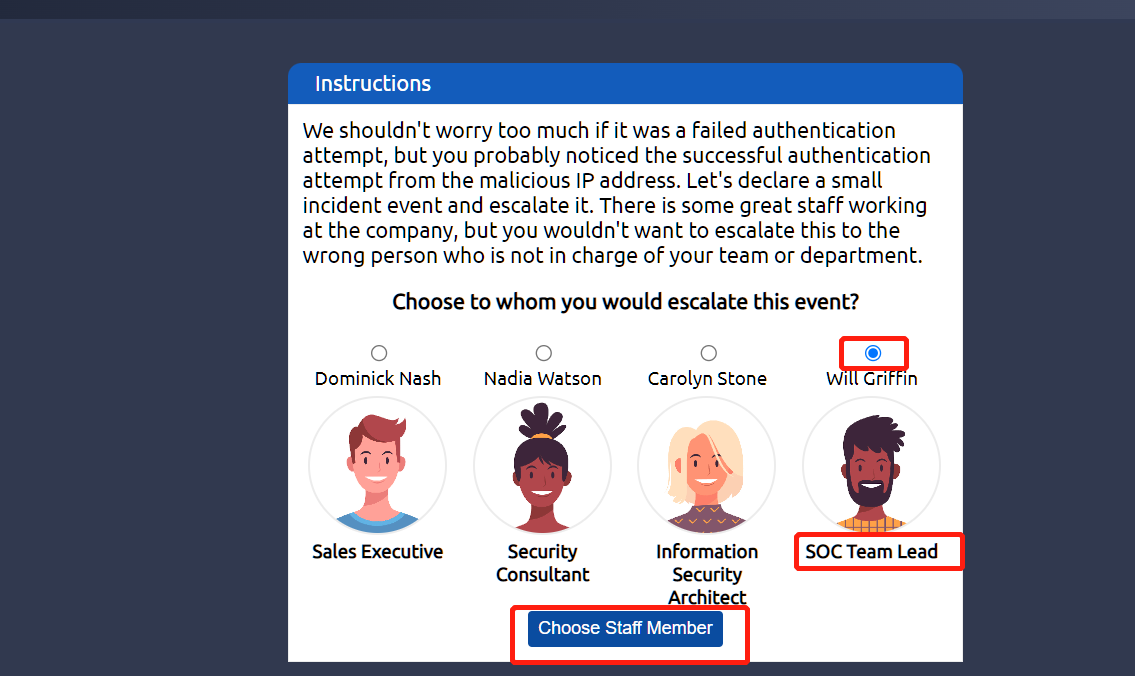 Instructions
We shouldn't worry too much if it was a failed authentication
attempt, but you probably noticed the successful authentication
attempt from the malicious IP address. Let's declare a small
incident event and escalate it. There is some great staff working
at the company, but you wouldn't want to escalate this to the
wrong person who is not in charge of your team or department.
Choose to whom you would escalate this event?
Dominick Nash
Nadia Watson
Carolyn Stone
Will Griffin
Sales Executive
Security
Consultant
Information
Security
Architect
SOC Team Lead
Choose Staff Member